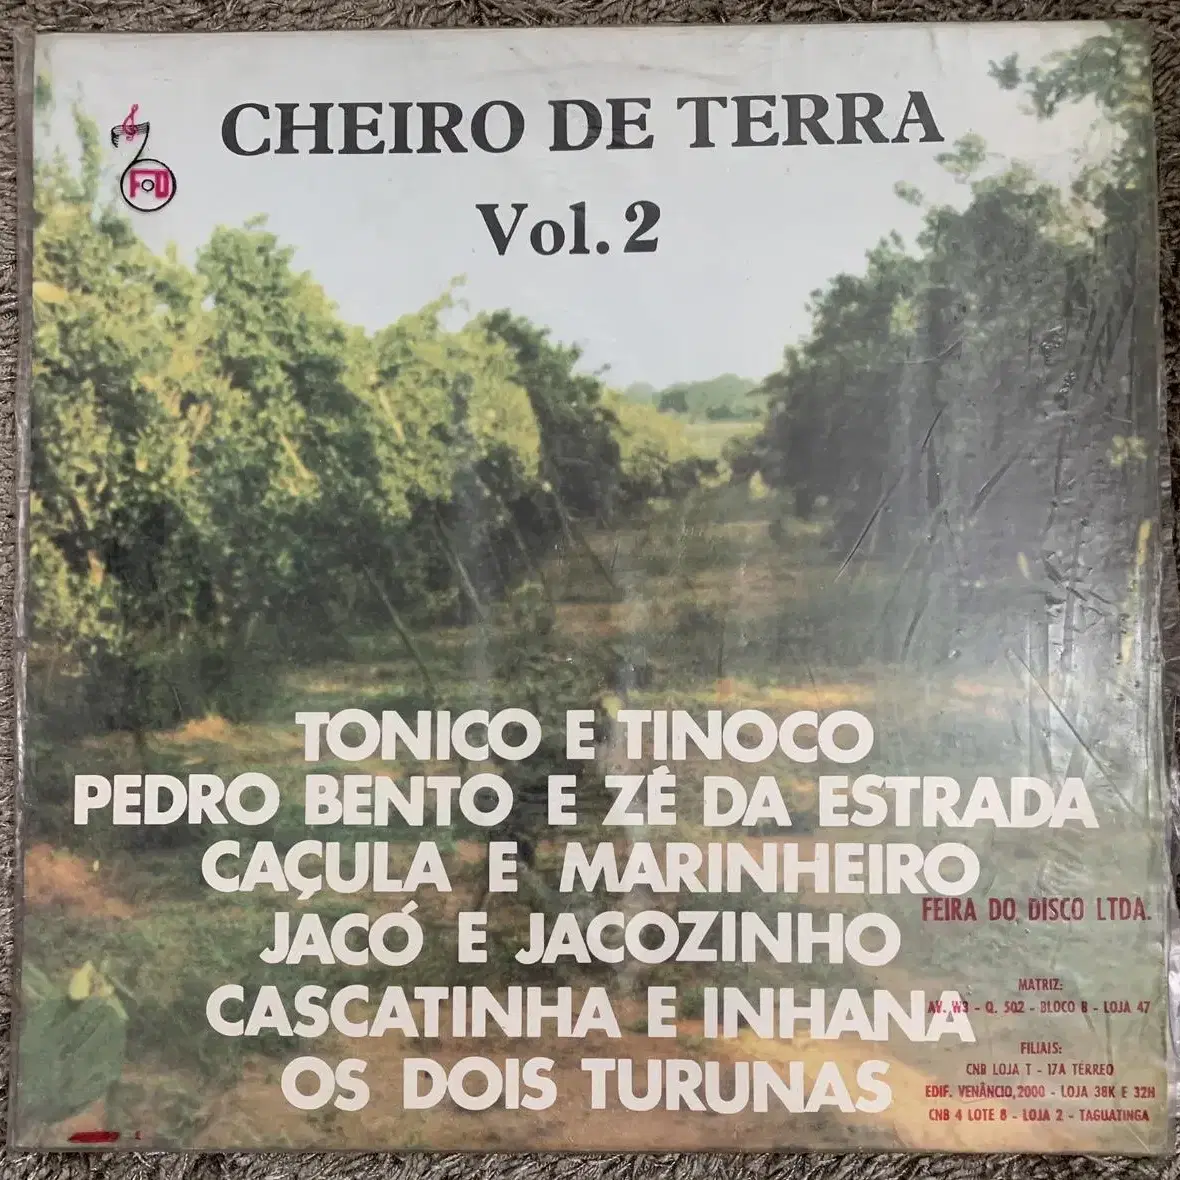 CHEIRO DE TERRA
Vol. 2
FD
TONICO E TINOCO
PEDRO BENTO E ZÉ DA ESTRADA
CAÇULA E MARINHEIRO
JACÓ E JACOZINHO
CASCATINHA E INHANA
OS DOIS TURUNAS
FEIRA DO DISCO LTDA.
MATRIZ:
AV. W3 - Q. 502 - BLOCO B - LOJA 47
FILIAIS:
CNB LOJA T - 17A TÉRREO
EDIF. VENÂNCIO, 2000 - LOJA 38K E 32H
CNB 4 LOTE 8 - LOJA 2 - TAGUATINGA